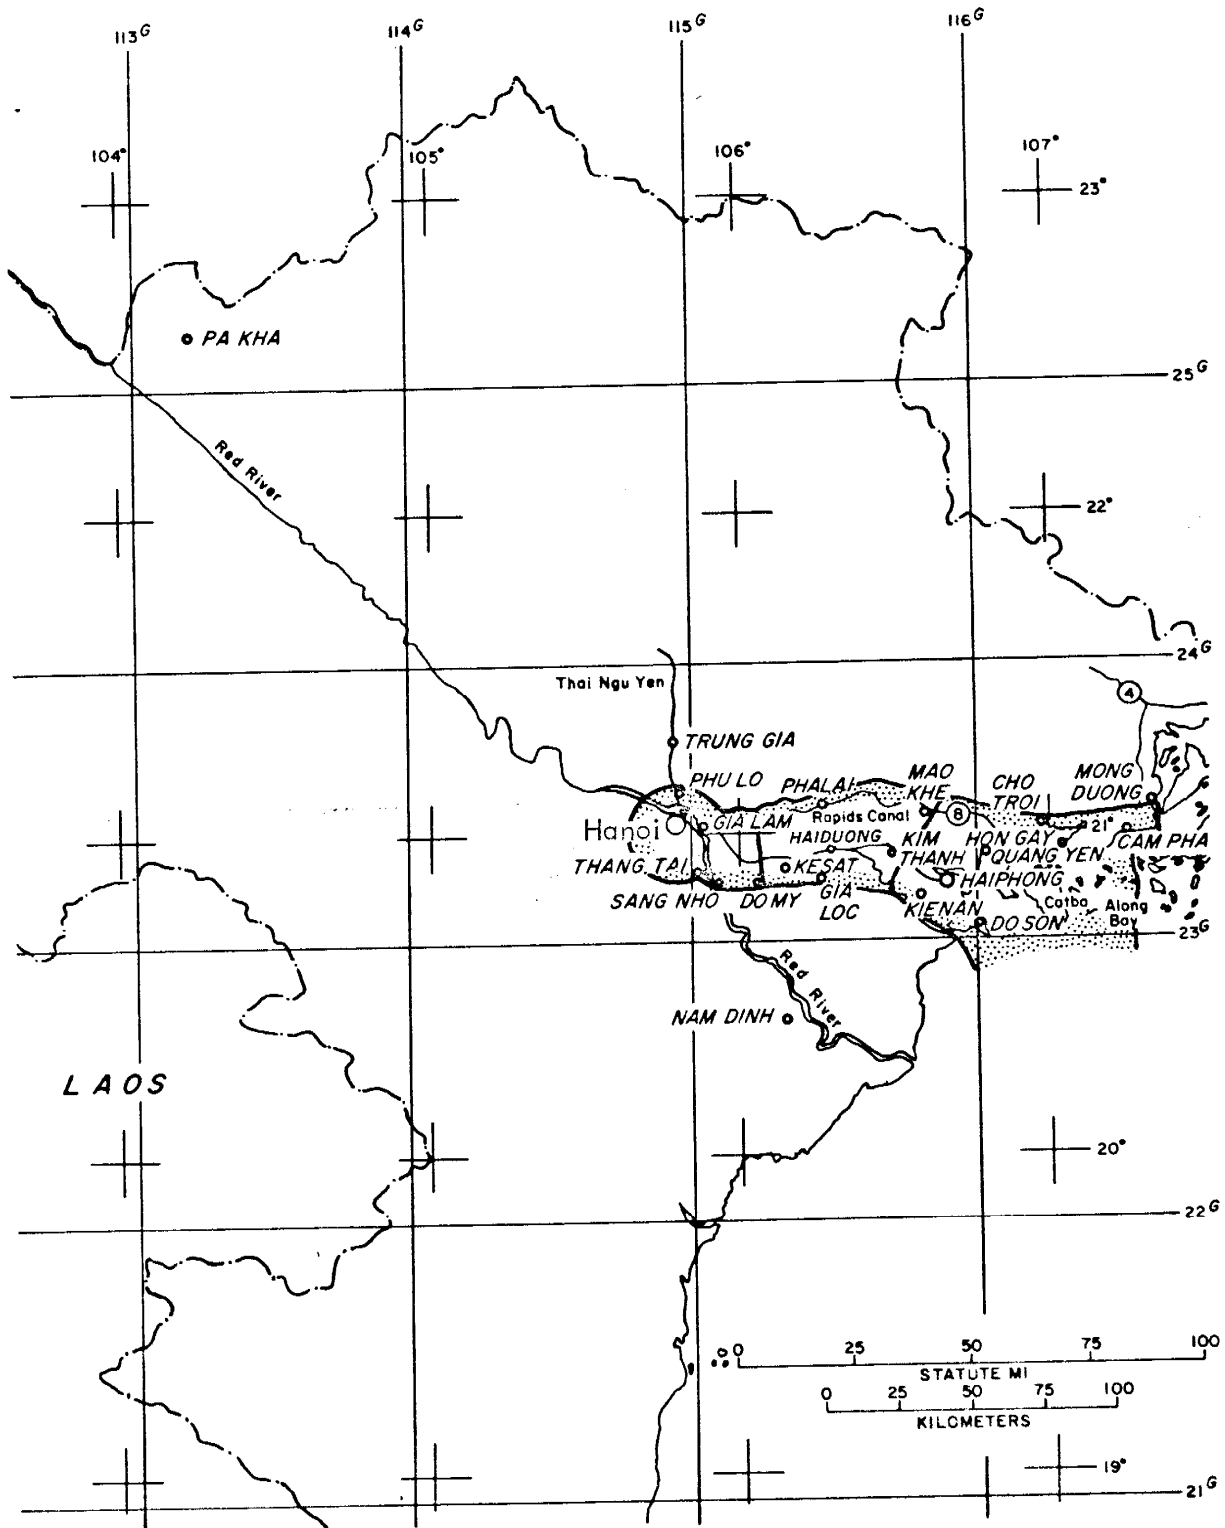 113G
114G
115G
116G
104°
105°
106°
107°
23°
PA KHA
25G
Red River
22°
24G
Thai Ngu Yen
4
TRUNG GIA
PHU LO
PHALAI
MAO
KHE
CHO
TROI
MONG
DUONG
Hanoi
GIA LAM
Rapids Canal
8
21°
HAIDUONG
KIM
THANH
HON GAY
QUANG YEN
CAM PHA
THANG TAI
KESAT
HAIPHONG
SANG NHO
DOMY
GIA
LOC
KIENAN
Catba
Along
Bay
DO SON
23G
Red River
NAM DINH
LAOS
20°
22G
0 25 50 75 100
STATUTE MI
0 25 50 75 100
KILOMETERS
19°
21G